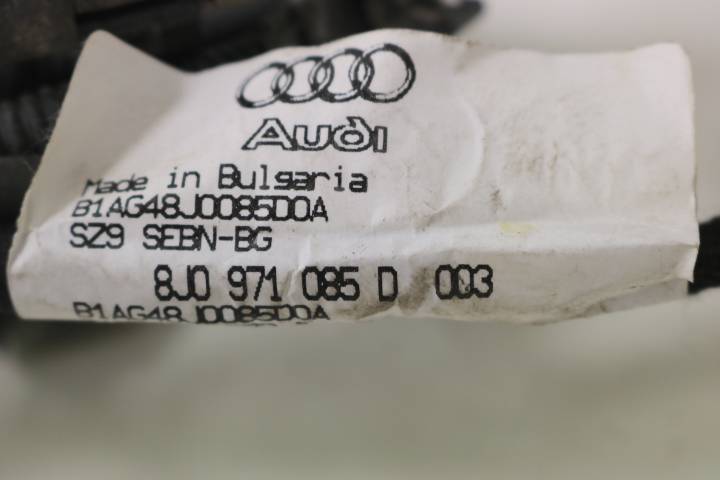 Audi
Made in Bulgaria
B1AG48J0085D0A
SZ9 SEBN-BG
8J0 971 085 D 003
B1AG48J0085D0A